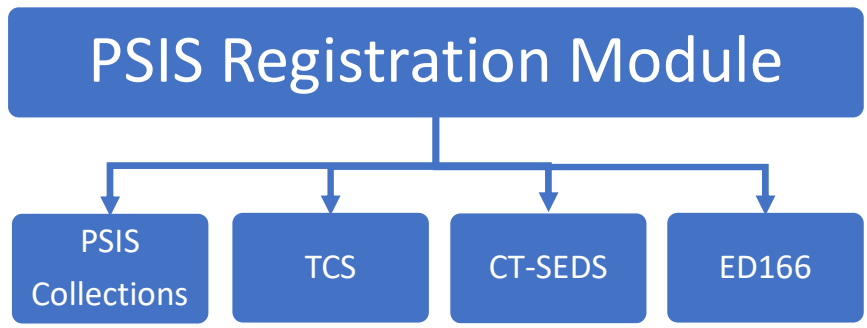 PSIS Registration Module
PSIS
Collections
TCS
CT-SEDS
ED166